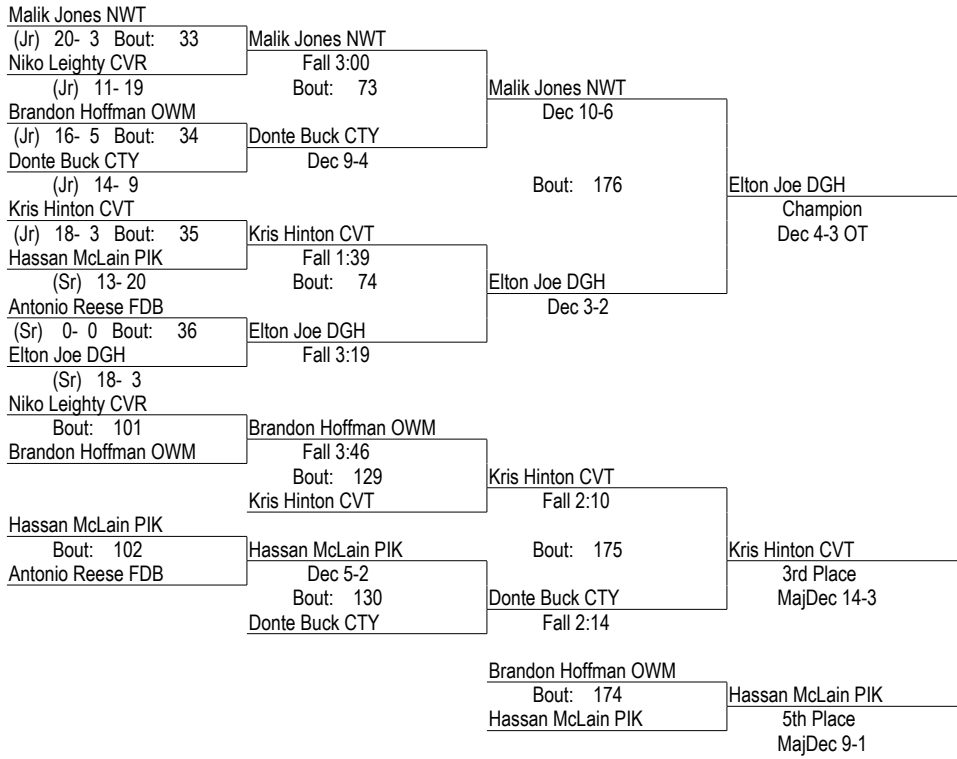 Malik Jones NWT
(Jr) 20- 3 Bout: 33 Malik Jones NWT
Niko Leighty CVR Fall 3:00
(Jr) 11- 19 Bout: 73 Malik Jones NWT
Brandon Hoffman OWM Dec 10-6
(Jr) 16- 5 Bout: 34 Donte Buck CTY
Donte Buck CTY Dec 9-4
(Jr) 14- 9 Bout: 176 Elton Joe DGH
Kris Hinton CVT Champion
(Jr) 18- 3 Bout: 35 Kris Hinton CVT Dec 4-3 OT
Hassan McLain PIK Fall 1:39
(Sr) 13- 20 Bout: 74 Elton Joe DGH
Antonio Reese FDB Dec 3-2
(Sr) 0- 0 Bout: 36 Elton Joe DGH
Elton Joe DGH Fall 3:19
(Sr) 18- 3
Niko Leighty CVR
Bout: 101 Brandon Hoffman OWM
Brandon Hoffman OWM Fall 3:46
Bout: 129 Kris Hinton CVT
Kris Hinton CVT Fall 2:10
Hassan McLain PIK
Bout: 102 Hassan McLain PIK Bout: 175 Kris Hinton CVT
Antonio Reese FDB Dec 5-2 3rd Place
Bout: 130 Donte Buck CTY MajDec 14-3
Donte Buck CTY Fall 2:14
Brandon Hoffman OWM
Bout: 174 Hassan McLain PIK
Hassan McLain PIK 5th Place
MajDec 9-1